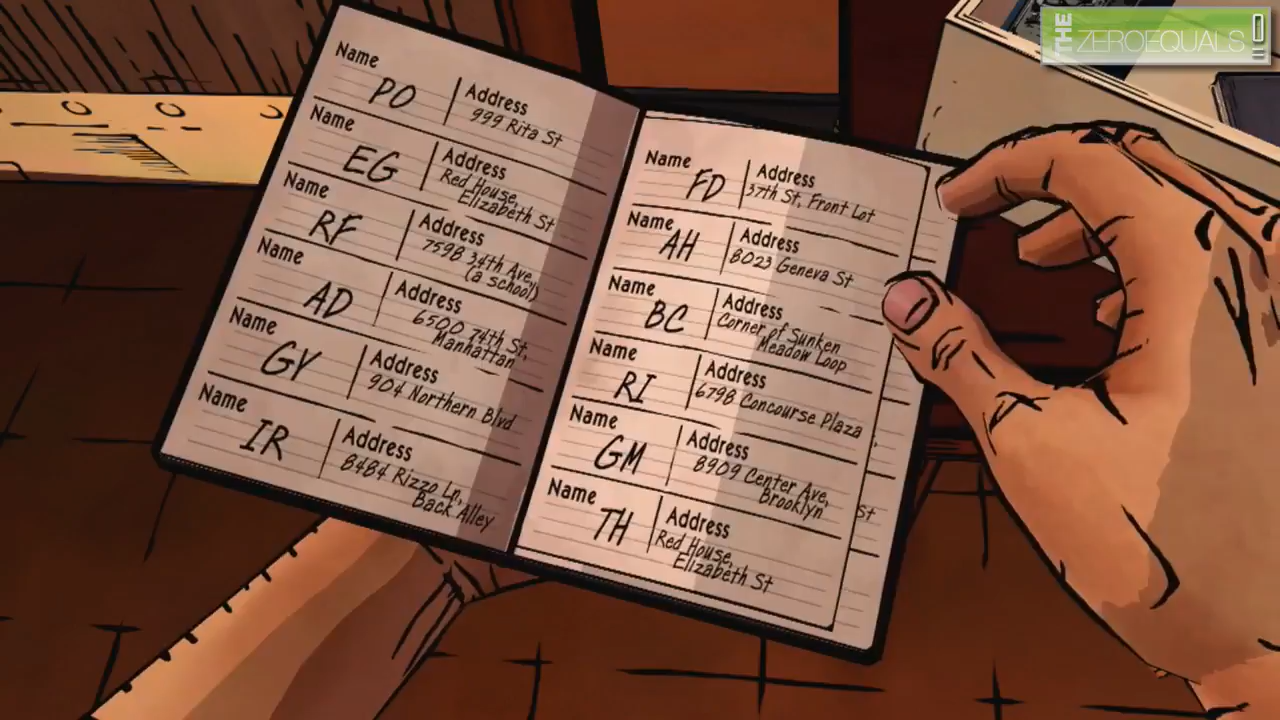 Name
PO
Address
999 Rita St
Name
EG
Address
Red House,
Elizabeth St
Name
RF
Address
7598 34th Ave,
(a school)
Name
AD
Address
6500 74th St,
Manhattan
Name
GY
Address
904 Northern Blvd
Name
IR
Address
8484 Rizzo Ln,
Back Alley
Name
FD
Address
37th St, Front Lot
Name
AH
Address
8023 Geneva St
Name
BC
Address
Corner of Sunken
Meadow Loop
Name
RI
Address
6798 Concourse Plaza
Name
GM
Address
8909 Center Ave,
Brooklyn
Name
TH
Address
Red House,
Elizabeth St
St
THE ZEROEQUALS